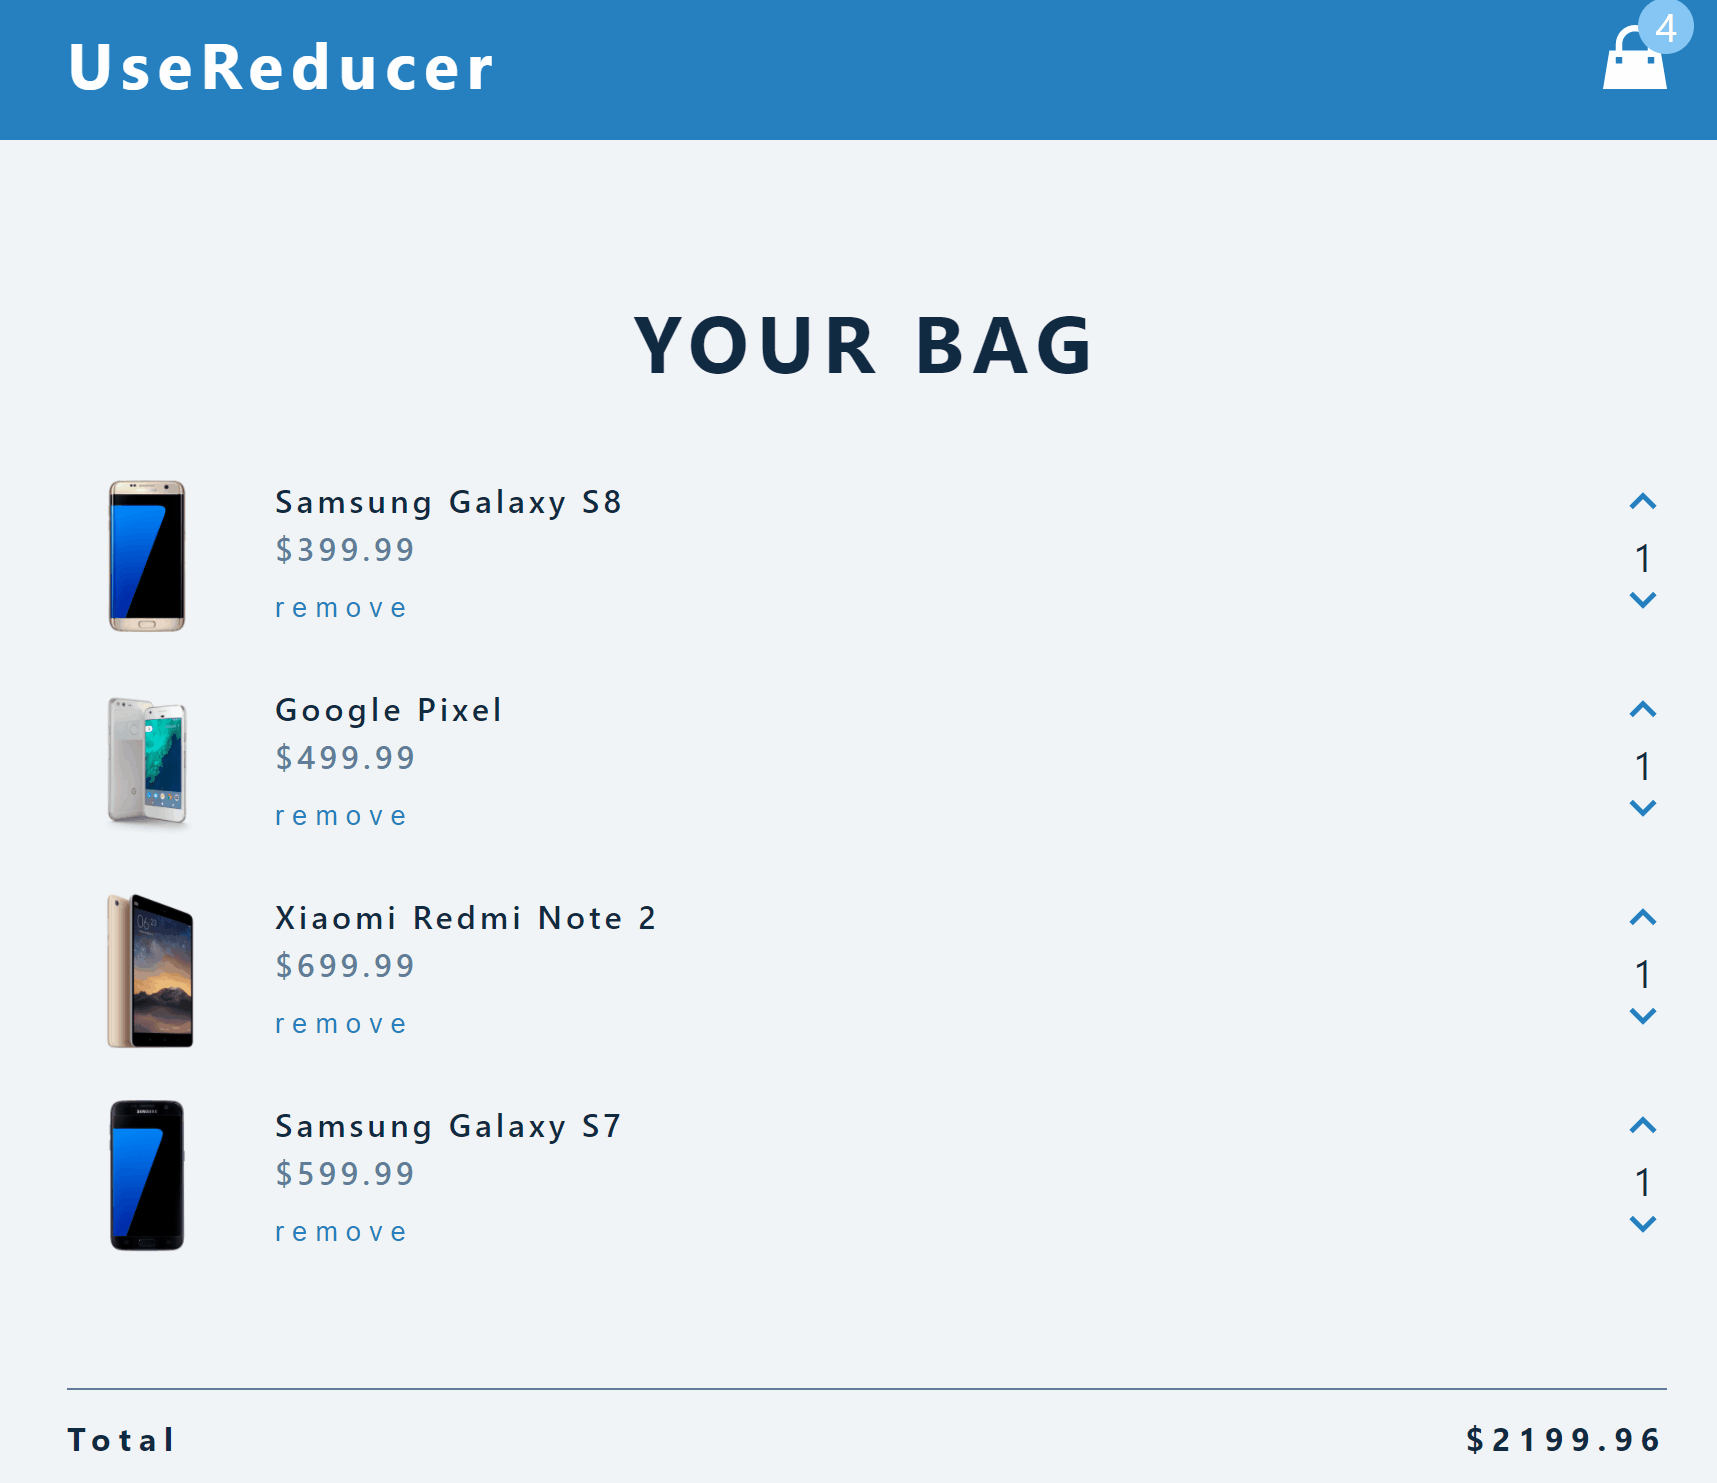 UseReducer
4
YOUR BAG
Samsung Galaxy S8
$399.99
remove
1
Google Pixel
$499.99
remove
1
Xiaomi Redmi Note 2
$699.99
remove
1
Samsung Galaxy S7
$599.99
remove
1
Total $2199.96